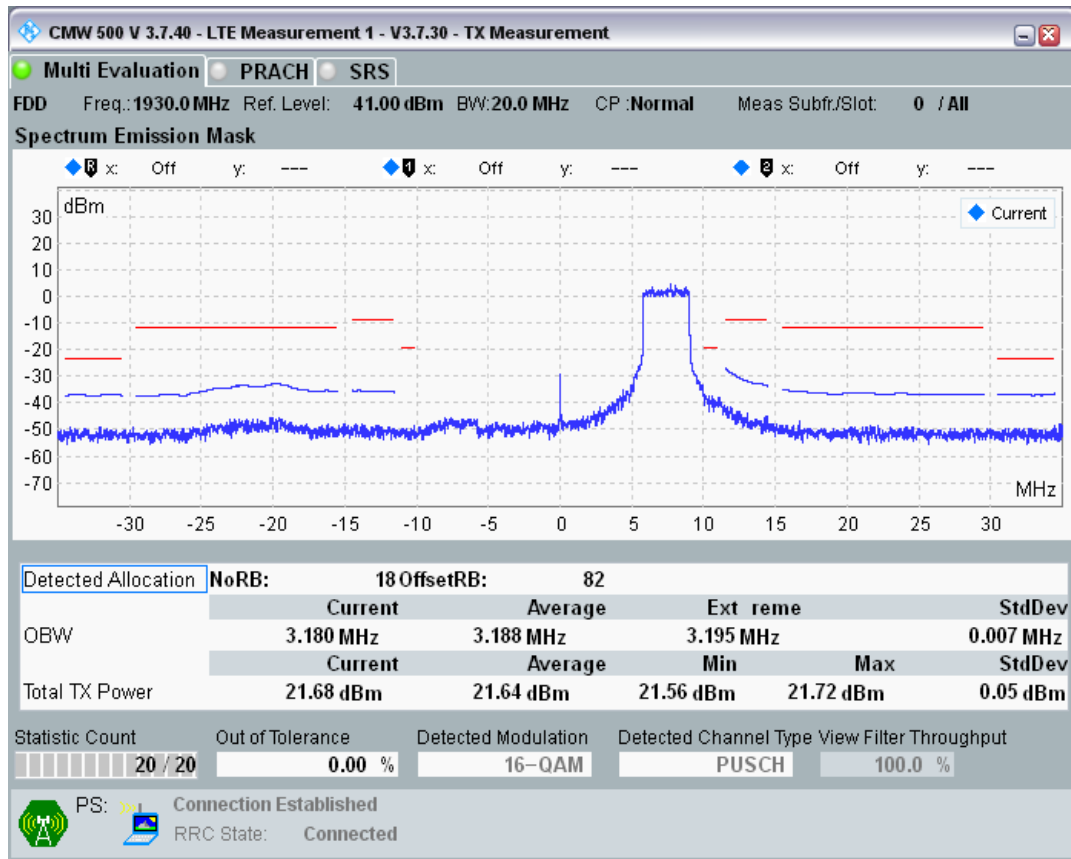 CMW 500 V 3.7.40 - LTE Measurement 1 - V3.7.30 - TX Measurement
Multi Evaluation PRACH SRS
FDD Freq.:1930.0 MHz Ref. Level: 41.00 dBm BW:20.0 MHz CP :Normal Meas Subfr./Slot: 0 / All
Spectrum Emission Mask
R x: Off y: --- 1 x: Off y: --- 2 x: Off y: ---
dBm
Current
30
20
10
0
-10
-20
-30
-40
-50
-60
-70
MHz
-30 -25 -20 -15 -10 -5 0 5 10 15 20 25 30
Detected Allocation NoRB: 18 OffsetRB: 82
Current Average Ext reme StdDev
OBW 3.180 MHz 3.188 MHz 3.195 MHz 0.007 MHz
Current Average Min Max StdDev
Total TX Power 21.68 dBm 21.64 dBm 21.56 dBm 21.72 dBm 0.05 dBm
Statistic Count Out of Tolerance Detected Modulation Detected Channel Type View Filter Throughput
20 / 20 0.00 % 16-QAM PUSCH 100.0 %
PS: Connection Established
RRC State: Connected